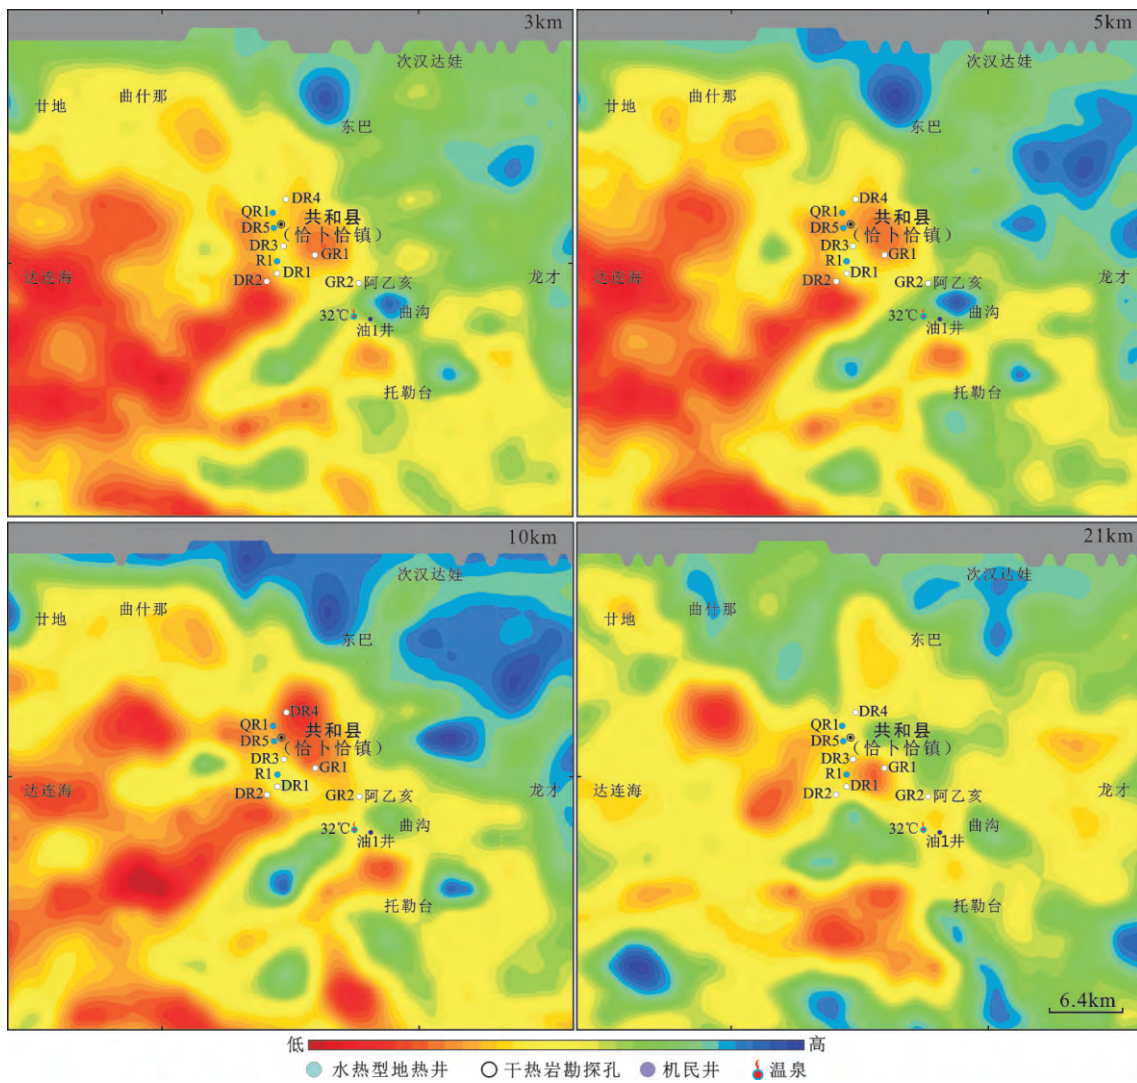 3km
次汉达娃
曲什那
廿地
东巴
DR4
QR1
共和县
DR5
(恰卜恰镇)
DR3
GR1
R1
达连海
DR1
龙才
DR2
GR2
阿乙亥
32℃
曲沟
油1井
托勒台
5km
次汉达娃
曲什那
廿地
东巴
DR4
QR1
共和县
DR5
(恰卜恰镇)
DR3
GR1
R1
达连海
DR1
龙才
DR2
GR2
阿乙亥
32℃
曲沟
油1井
托勒台
10km
次汉达娃
曲什那
廿地
东巴
DR4
QR1
共和县
DR5
(恰卜恰镇)
DR3
GR1
R1
达连海
DR1
龙才
DR2
GR2
阿乙亥
32℃
曲沟
油1井
托勒台
21km
次汉达娃
曲什那
廿地
东巴
DR4
QR1
共和县
DR5
(恰卜恰镇)
DR3
GR1
R1
达连海
DR1
龙才
DR2
GR2
阿乙亥
32℃
曲沟
油1井
托勒台
6.4km
低 高
水热型地热井 干热岩勘探孔 机民井 温泉